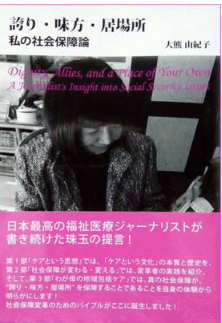 誇り・味方・居場所
私の社会保障論
大熊 由紀子
Dignity, Allies, and a Place of Your Own
A Journalist's Insight into Social Security Issues
日本最高の福祉医療ジャーナリストが
書き続けた珠玉の提言！
第1部「ケアという思想」では、「ケアという文化」の本質と歴史を、
第2部「社会保障が変わる・変える」では、変革者の実践を紹介。
そして、第3部「わが母の地域包括ケア」では、真の社会保障が、
"誇り・味方・居場所"を保障することであることを自身の体験から
明らかにします！
社会保障変革のためのバイブルがここに誕生しました！